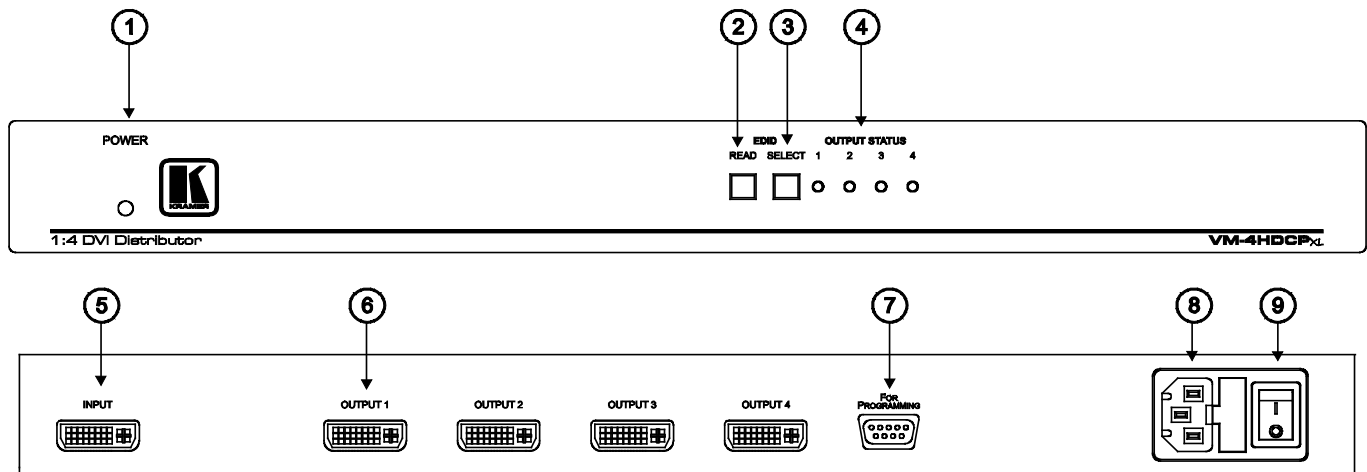 1
2
3
4
POWER
EDID
OUTPUT STATUS
READ SELECT 1 2 3 4
KRAMER
1:4 DVI Distributor
VM-4HDCPXL
5
6
7
8
9
INPUT
OUTPUT 1
OUTPUT 2
OUTPUT 3
OUTPUT 4
FOR
PROGRAMMING